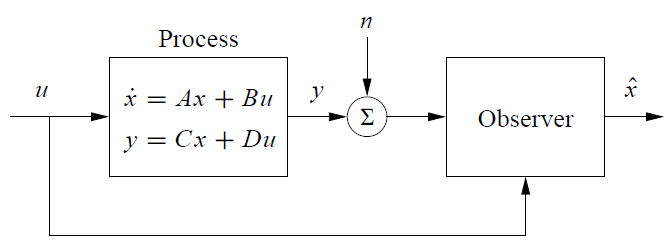 n
Process
u
ẋ = Ax + Bu
y = Cx + Du
y
Σ
Observer
x̂